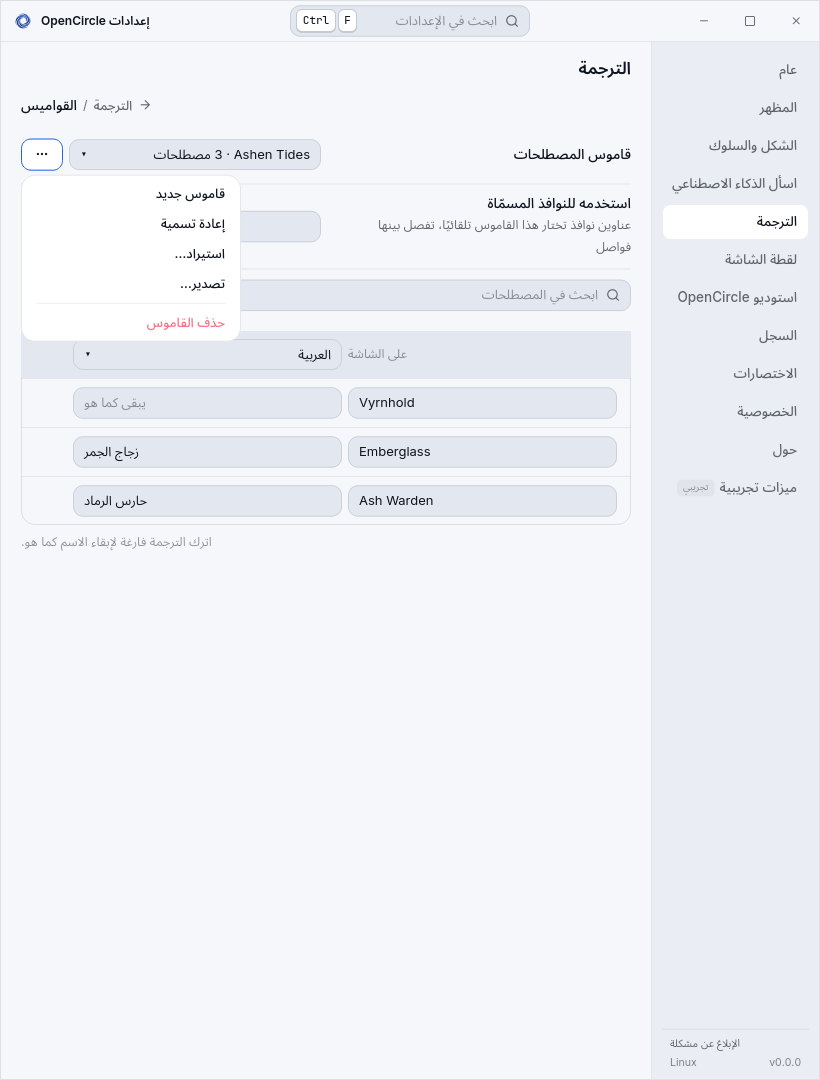 إعدادات OpenCircle
ابحث في الإعدادات
Ctrl F
عام
المظهر
الشكل والسلوك
اسأل الذكاء الاصطناعي
الترجمة
لقطة الشاشة
استوديو OpenCircle
السجل
الاختصارات
الخصوصية
حول
ميزات تجريبية تجريبي
الإبلاغ عن مشكلة
v0.0.0 Linux
الترجمة
الترجمة / القواميس
قاموس المصطلحات
Ashen Tides · 3 مصطلحات
...
قاموس جديد
إعادة تسمية
استيراد...
تصدير...
حذف القاموس
استخدمه للنوافذ المسمّاة
عناوين نوافذ تختار هذا القاموس تلقائيًا، تفصل بينها
فواصل
ابحث في المصطلحات
على الشاشة العربية
Vyrnhold يبقى كما هو
Emberglass زجاج الجمر
Ash Warden حارس الرماد
اترك الترجمة فارغة لإبقاء الاسم كما هو.